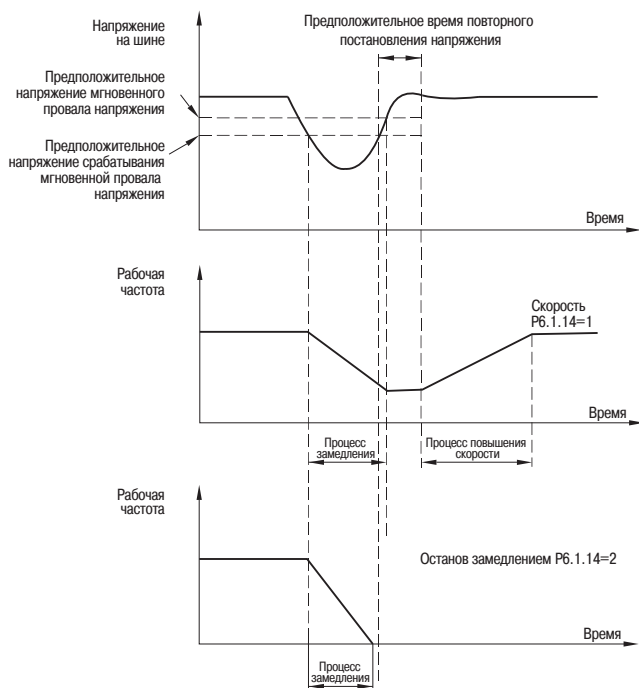 Напряжение
на шине
Предположительное время повторного
постановления напряжения
Предположительное
напряжение мгновенного
провала напряжения
Предположительное
напряжение срабатывания
мгновенной провала
напряжения
Время
Рабочая
частота
Скорость
P6.1.14=1
Время
Процесс
замедления
Процесс повышения
скорости
Рабочая
частота
Останов замедлением P6.1.14=2
Время
Процесс
замедления